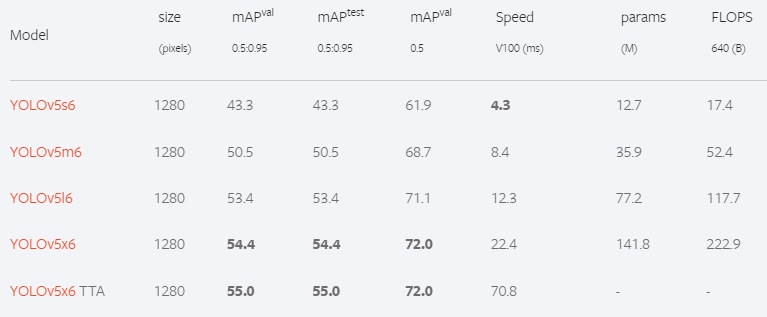 Model size (pixels) mAPval 0.5:0.95 mAPtest 0.5:0.95 mAPval 0.5 Speed V100 (ms) params (M) FLOPS 640 (B)
YOLOv5s6 1280 43.3 43.3 61.9 4.3 12.7 17.4
YOLOv5m6 1280 50.5 50.5 68.7 8.4 35.9 52.4
YOLOv5l6 1280 53.4 53.4 71.1 12.3 77.2 117.7
YOLOv5x6 1280 54.4 54.4 72.0 22.4 141.8 222.9
YOLOv5x6 TTA 1280 55.0 55.0 72.0 70.8 - -